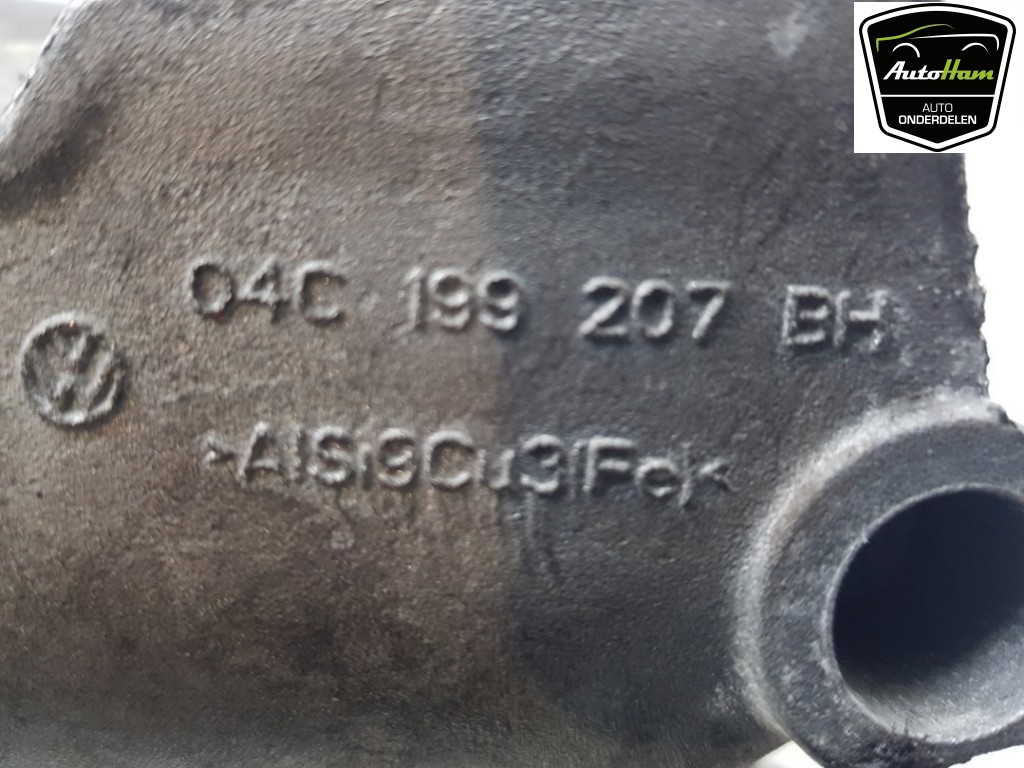 AutoHam
AUTO
ONDERDELEN
04C 199 207 BH
>AlSi9Cu3(Fe)<